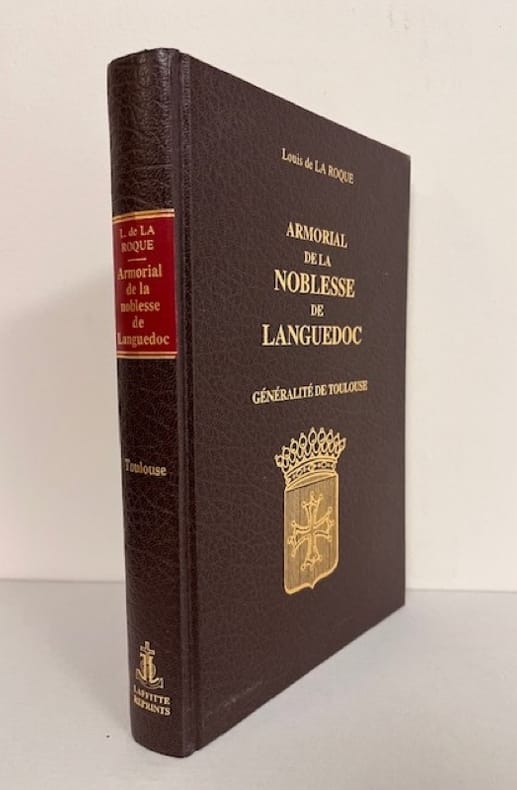 L. de LA
ROQUE
Armorial
de la
noblesse
de
Languedoc
Toulouse
LAFFITTE
REPRINTS
Louis de LA ROQUE
ARMORIAL
DE LA
NOBLESSE
DE
LANGUEDOC
GÉNÉRALITÉ DE TOULOUSE